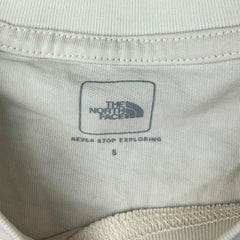 THE
NORTH
FACE
NEVER STOP EXPLORING
S